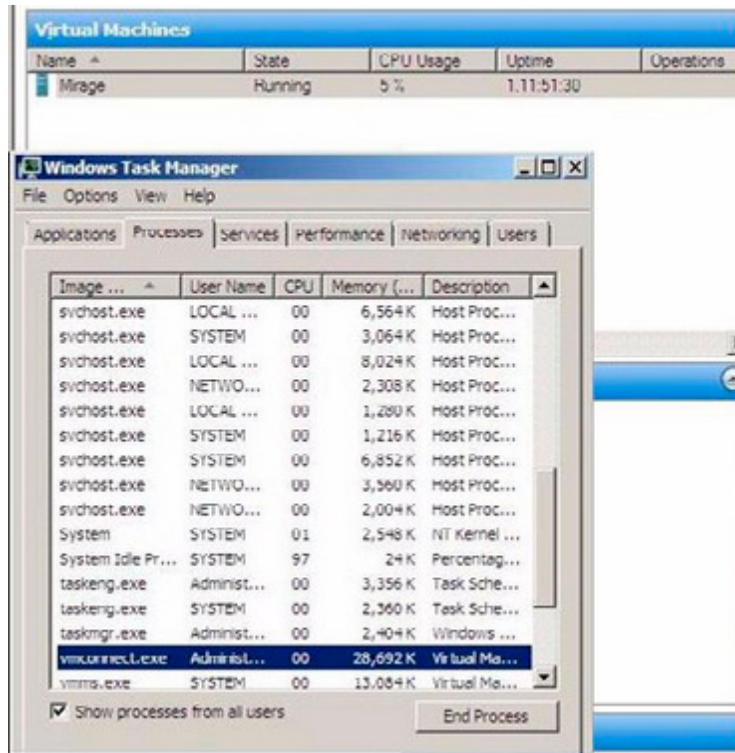 Virtual Machines
Name State CPU Usage Uptime Operations
Mirage Running 5 % 1.11:51:30
Windows Task Manager
File Options View Help
Applications Processes Services Performance Networking Users
Image ... User Name CPU Memory (... Description
svchost.exe LOCAL ... 00 6,564 K Host Proc...
svchost.exe SYSTEM 00 3,064 K Host Proc...
svchost.exe LOCAL ... 00 8,024 K Host Proc...
svchost.exe NETWO... 00 2,308 K Host Proc...
svchost.exe LOCAL ... 00 1,280 K Host Proc...
svchost.exe SYSTEM 00 1,216 K Host Proc...
svchost.exe SYSTEM 00 6,852 K Host Proc...
svchost.exe NETWO... 00 3,560 K Host Proc...
svchost.exe NETWO... 00 2,004 K Host Proc...
System SYSTEM 01 2,548 K NT Kernel ...
System Idle Pr... SYSTEM 97 24 K Percentag...
taskeng.exe Administ... 00 3,356 K Task Sche...
taskeng.exe SYSTEM 00 2,360 K Task Sche...
taskmgr.exe Administ... 00 2,404 K Windows ...
vmconnect.exe Administ... 00 28,692 K Virtual Ma...
vmms.exe SYSTEM 00 13,084 K Virtual Ma...
Show processes from all users End Process